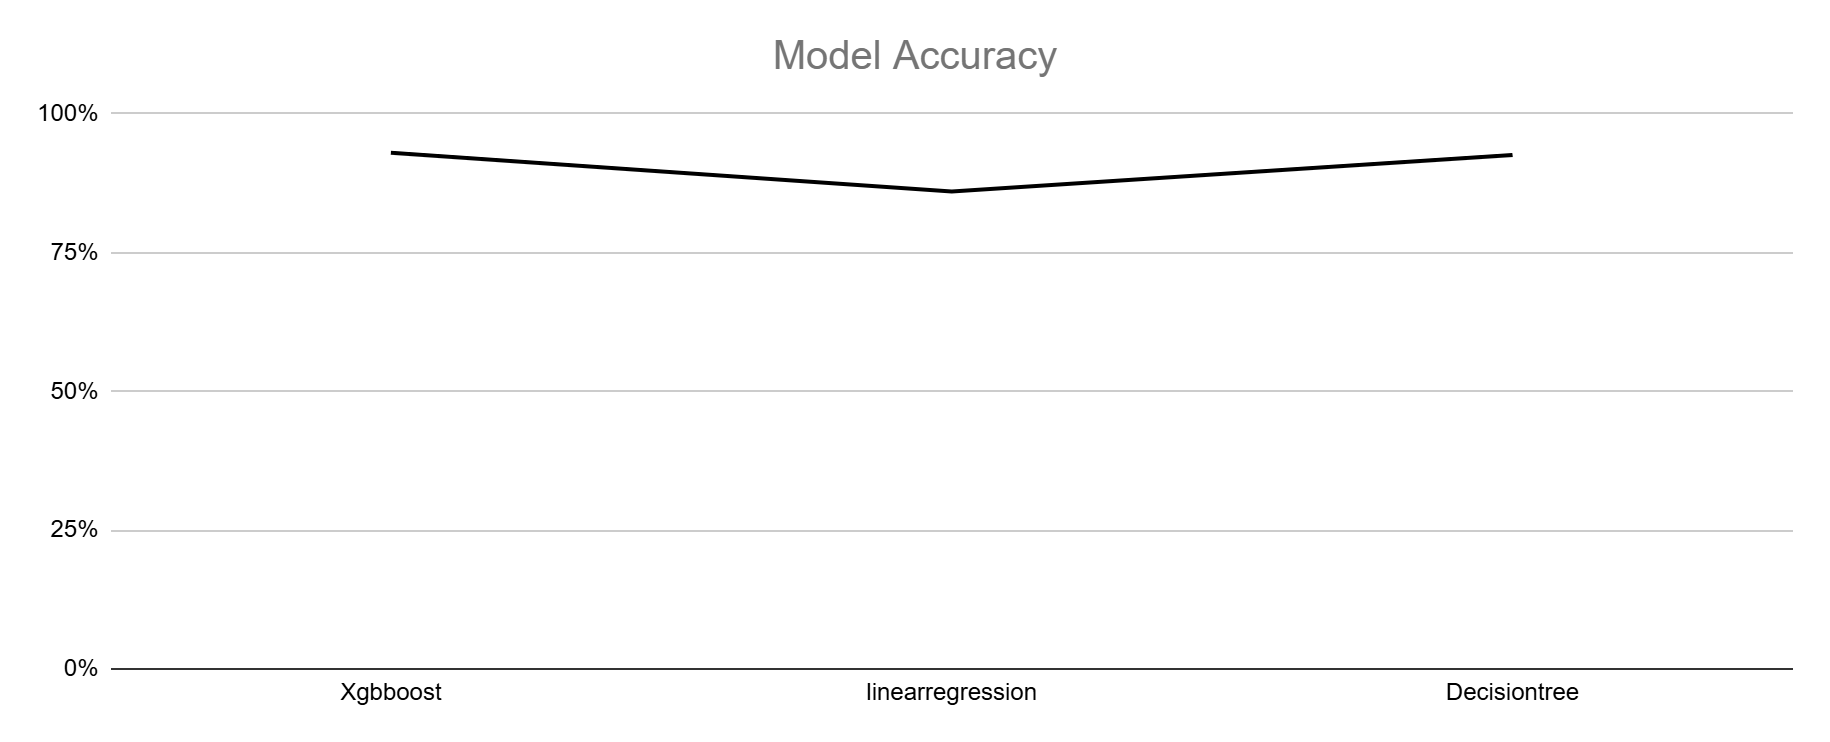 Model Accuracy
100%
75%
50%
25%
0%
Xgbboost linearregression Decisiontree